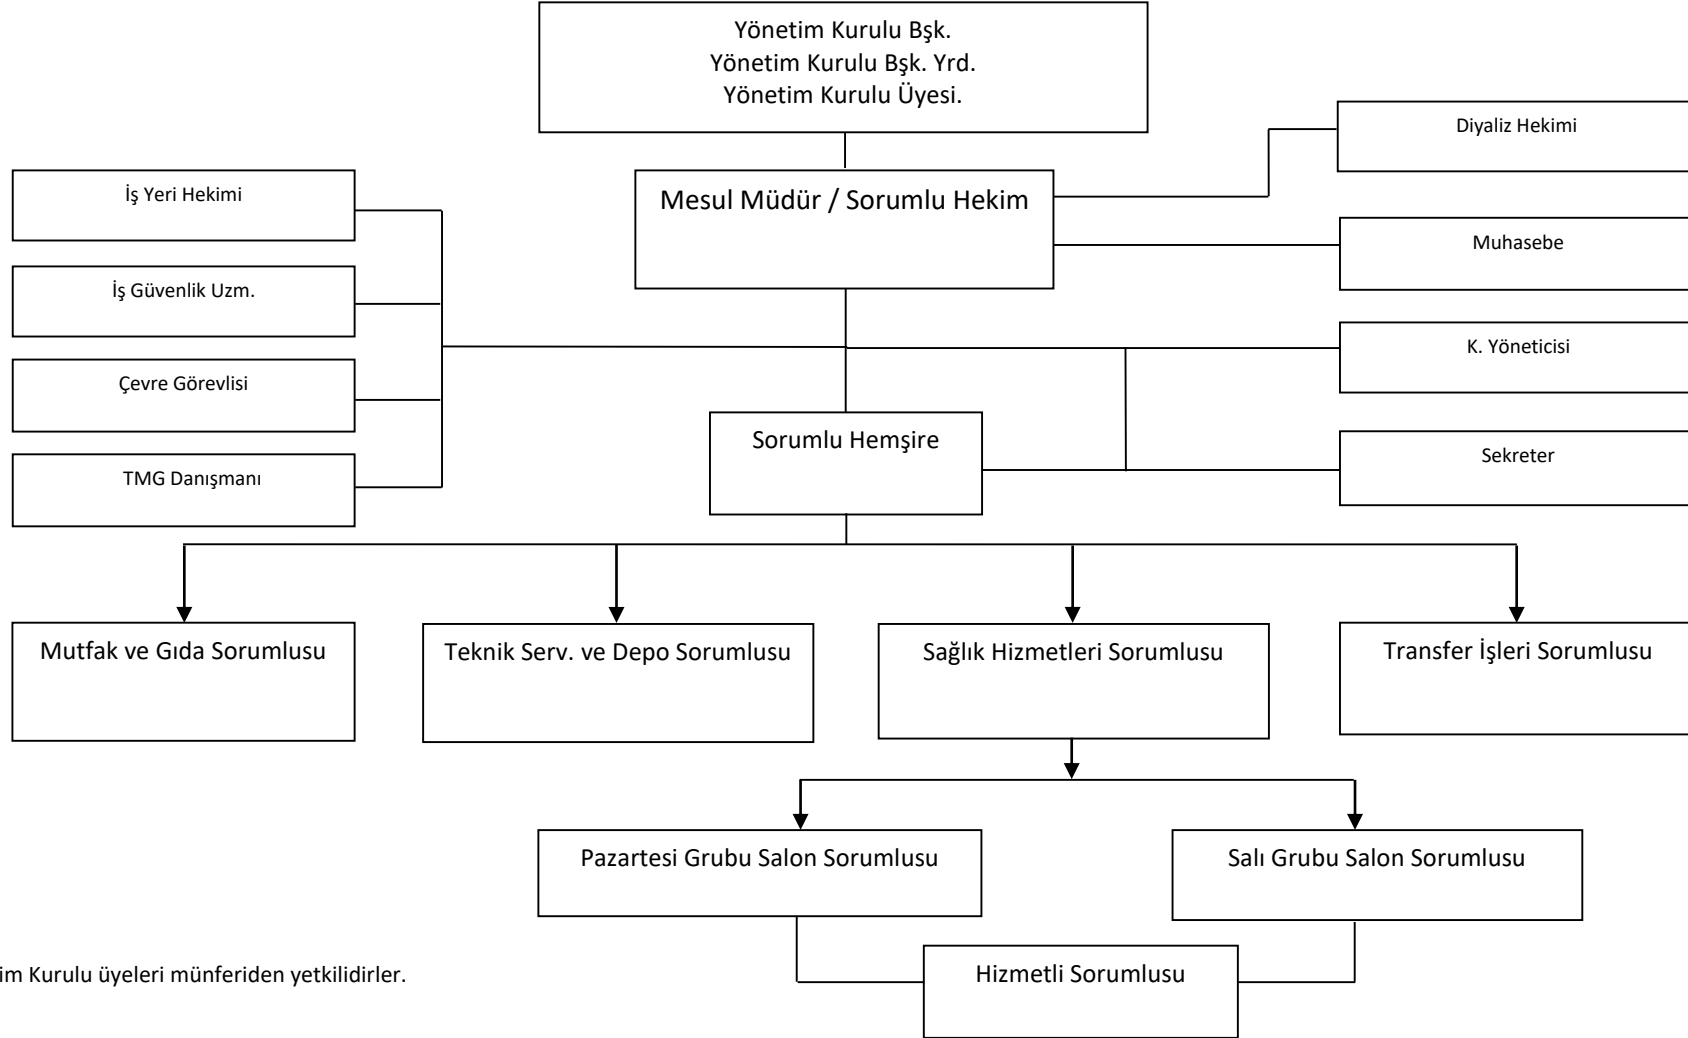 Yönetim Kurulu Bşk.
Yönetim Kurulu Bşk. Yrd.
Yönetim Kurulu Üyesi.
Diyaliz Hekimi
İş Yeri Hekimi
Mesul Müdür / Sorumlu Hekim
Muhasebe
İş Güvenlik Uzm.
K. Yöneticisi
Çevre Görevlisi
Sorumlu Hemşire
Sekreter
TMG Danışmanı
Mutfak ve Gıda Sorumlusu
Teknik Serv. ve Depo Sorumlusu
Sağlık Hizmetleri Sorumlusu
Transfer İşleri Sorumlusu
Pazartesi Grubu Salon Sorumlusu
Salı Grubu Salon Sorumlusu
im Kurulu üyeleri münferiden yetkilidirler.
Hizmetli Sorumlusu